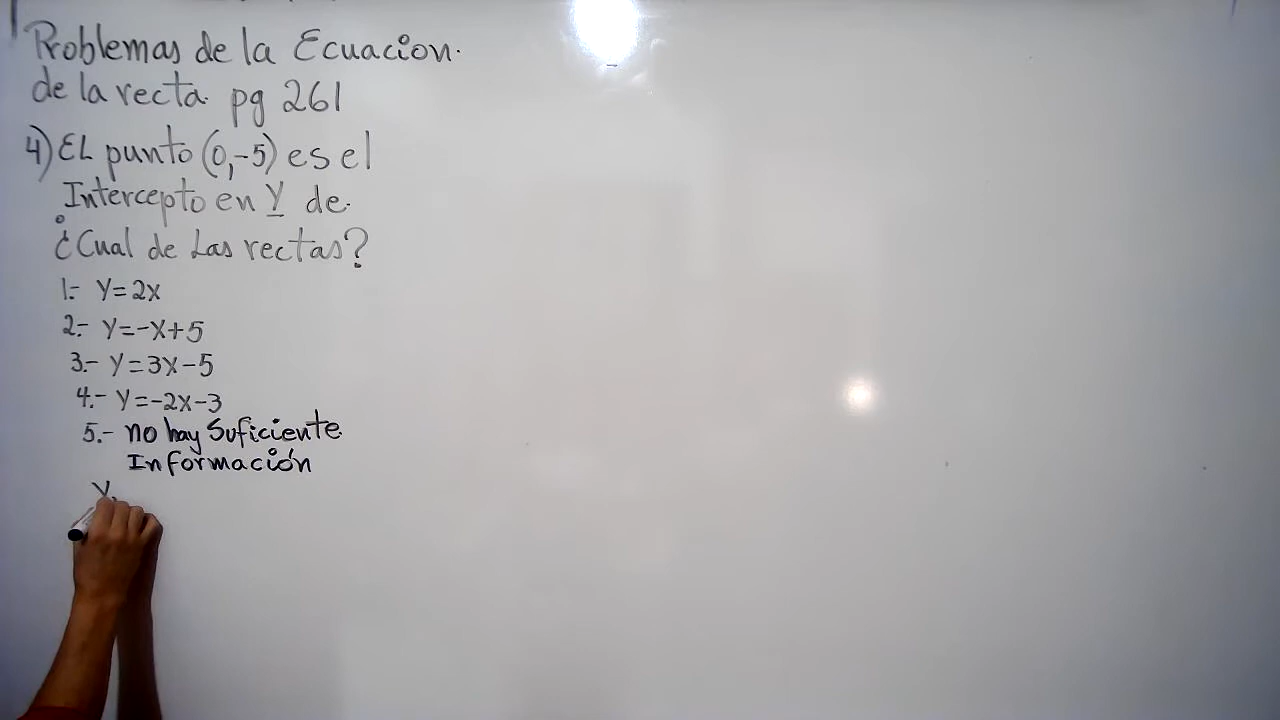 Problemas de la Ecuacion.
de la recta. pg 261
4) EL punto (0,-5) es el
Intercepto en Y de.
¿Cual de Las rectas?
1.- Y=2x
2.- Y=-X+5
3.- Y=3X-5
4.- Y=-2X-3
5.- no hay Suficiente
Información
Y